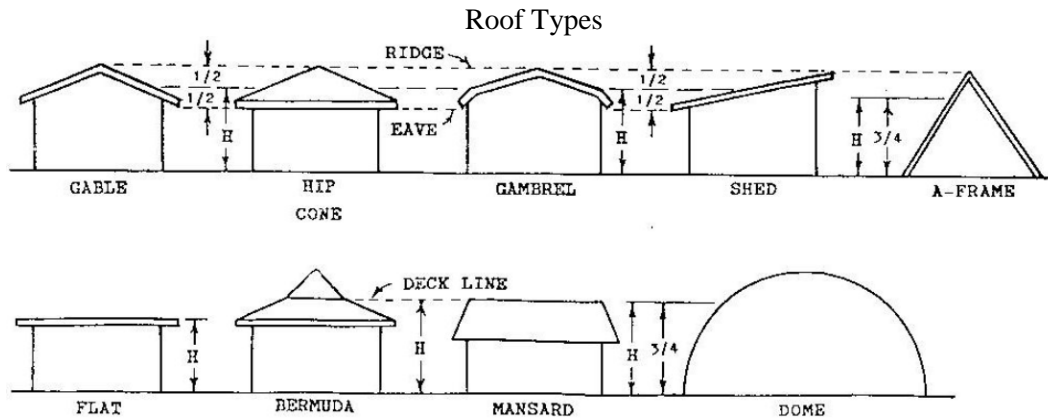 Roof Types
RIDGE
1/2
1/2
1/2
1/2
EAVE
H
H
H
3/4
GABLE
HIP
GAMBREL
SHED
A-FRAME
CONE
DECK LINE
H
H
H
3/4
FLAT
BERMUDA
MANSARD
DOME